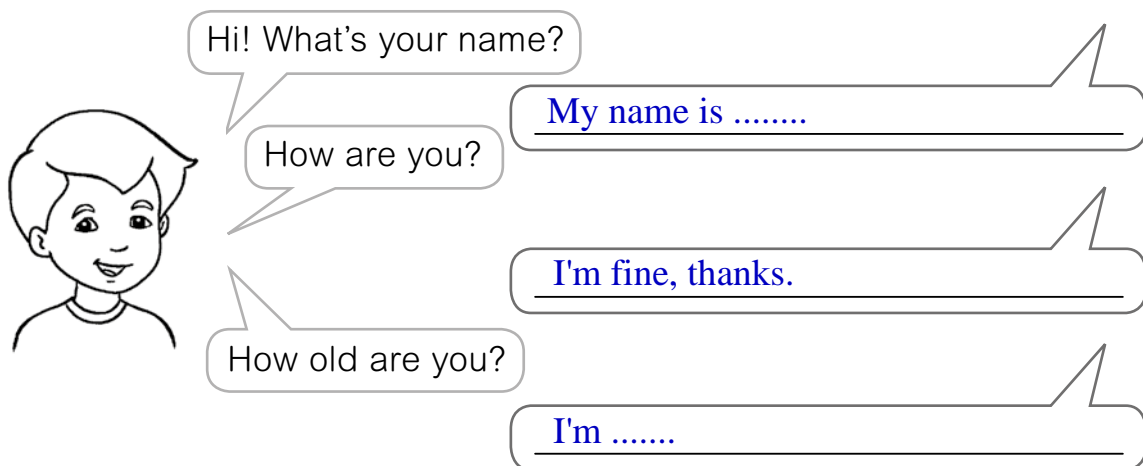 Hi! What's your name?
My name is ........
How are you?
I'm fine, thanks.
How old are you?
I'm .......